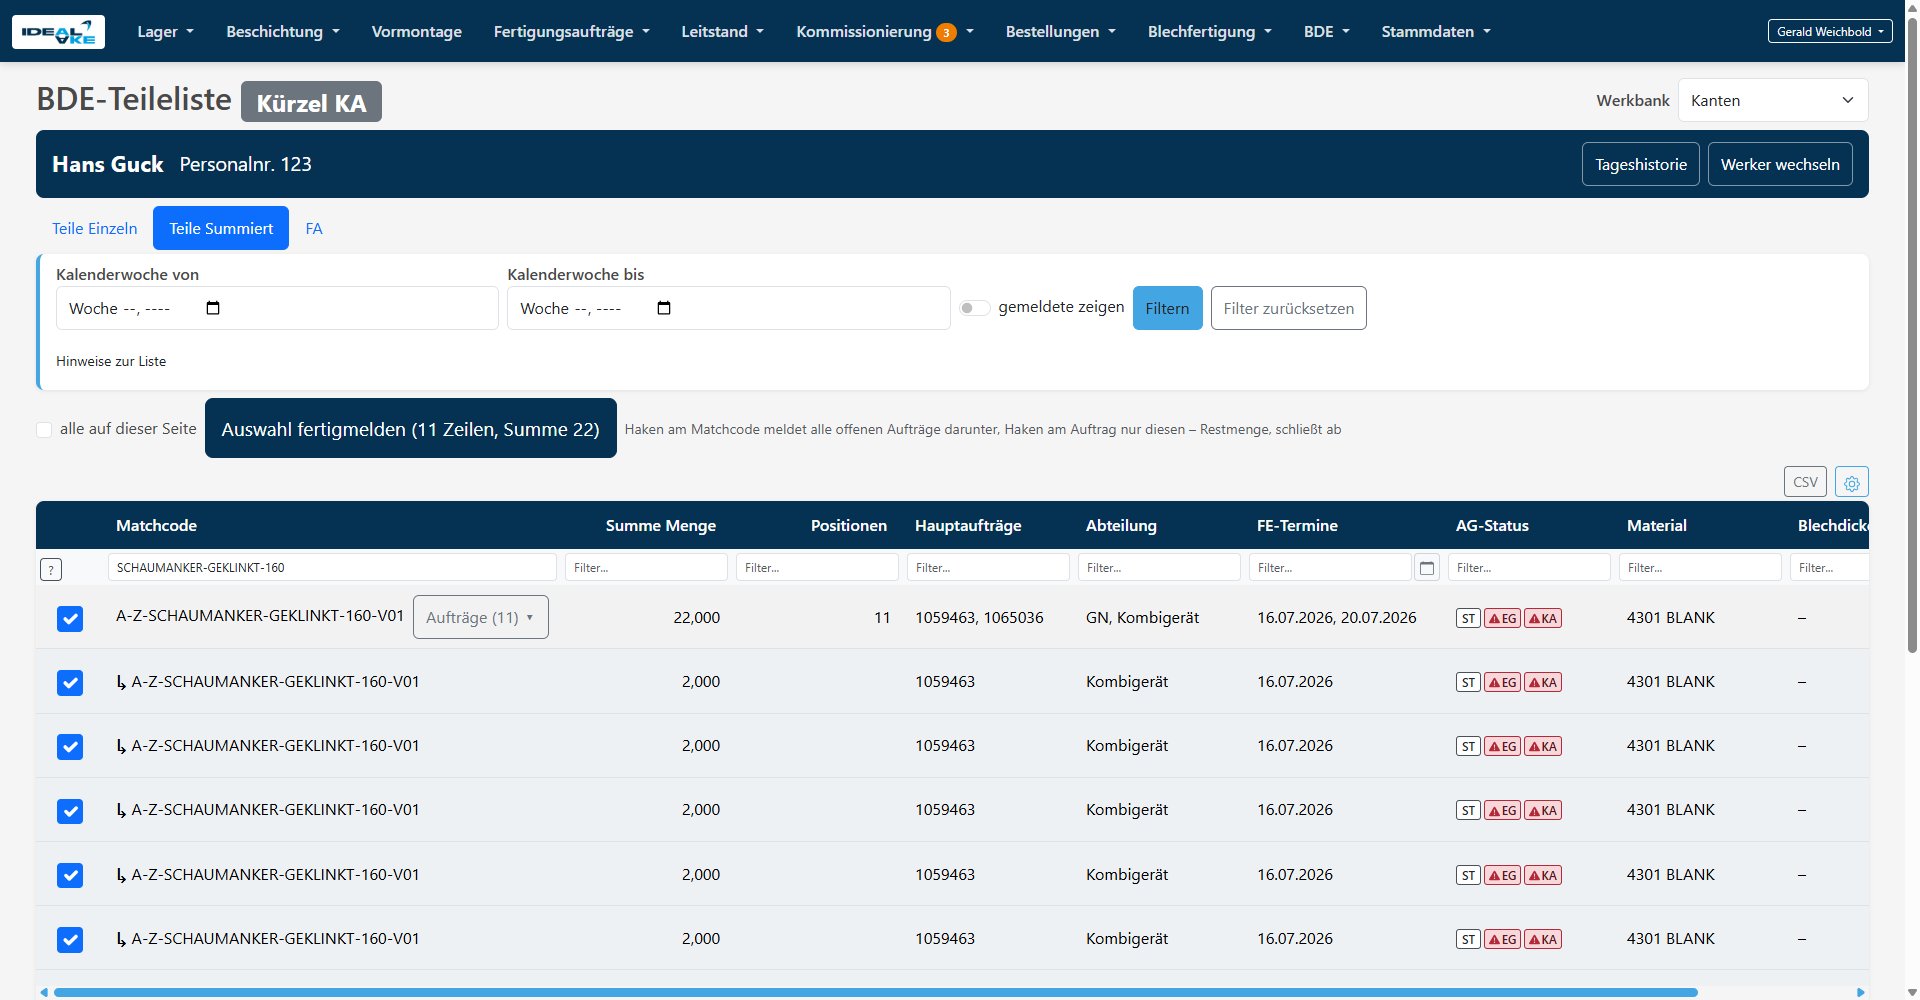 IDEAL AKE
Lager Beschichtung Vormontage Fertigungsaufträge Leitstand Kommissionierung 3 Bestellungen Blechfertigung BDE Stammdaten Gerald Weichbold
BDE-Teileliste Kürzel KA Werkbank Kanten
Hans Guck Personalnr. 123 Tageshistorie Werker wechseln
Teile Einzeln Teile Summiert FA
Kalenderwoche von Kalenderwoche bis
Woche --, ---- Woche --, ---- gemeldete zeigen Filtern Filter zurücksetzen
Hinweise zur Liste
alle auf dieser Seite Auswahl fertigmelden (11 Zeilen, Summe 22) Haken am Matchcode meldet alle offenen Aufträge darunter, Haken am Auftrag nur diesen – Restmenge, schließt ab
CSV
Matchcode Summe Menge Positionen Hauptaufträge Abteilung FE-Termine AG-Status Material Blechdicke
? SCHAUMANKER-GEKLINKT-160 Filter... Filter... Filter... Filter... Filter... Filter... Filter... Filter...
A-Z-SCHAUMANKER-GEKLINKT-160-V01 Aufträge (11) 22,000 11 1059463, 1065036 GN, Kombigerät 16.07.2026, 20.07.2026 ST EG KA 4301 BLANK –
↳ A-Z-SCHAUMANKER-GEKLINKT-160-V01 2,000 1059463 Kombigerät 16.07.2026 ST EG KA 4301 BLANK –
↳ A-Z-SCHAUMANKER-GEKLINKT-160-V01 2,000 1059463 Kombigerät 16.07.2026 ST EG KA 4301 BLANK –
↳ A-Z-SCHAUMANKER-GEKLINKT-160-V01 2,000 1059463 Kombigerät 16.07.2026 ST EG KA 4301 BLANK –
↳ A-Z-SCHAUMANKER-GEKLINKT-160-V01 2,000 1059463 Kombigerät 16.07.2026 ST EG KA 4301 BLANK –
↳ A-Z-SCHAUMANKER-GEKLINKT-160-V01 2,000 1059463 Kombigerät 16.07.2026 ST EG KA 4301 BLANK –